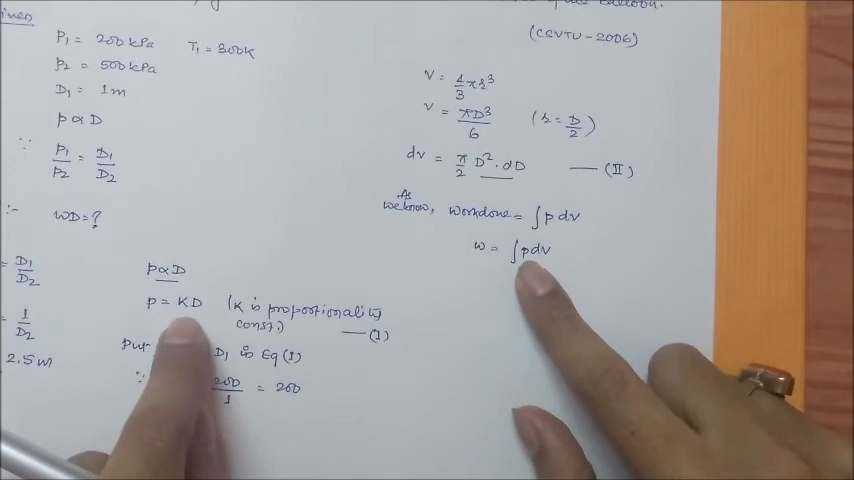 P₁ = 200 kPa T₁ = 300K
P₂ = 500 kPa
D₁ = 1m
p ∝ D
∵ P₁/P₂ = D₁/D₂
:- WD = ?
= D₁/D₂
= 1/D₂
2.5 m
p ∝ D
P = KD (K is proportionality
const.) —— (I)
Put D₁ in Eq (I)
∵ 200/1 = 200
balloon.
(CSVTU - 2006)
V = 4/3 πr³
V = πD³/6 (r = D/2)
dv = π/2 D² · dD —— (II)
As
we know, workdone = ∫ p dv
w = ∫ p dv